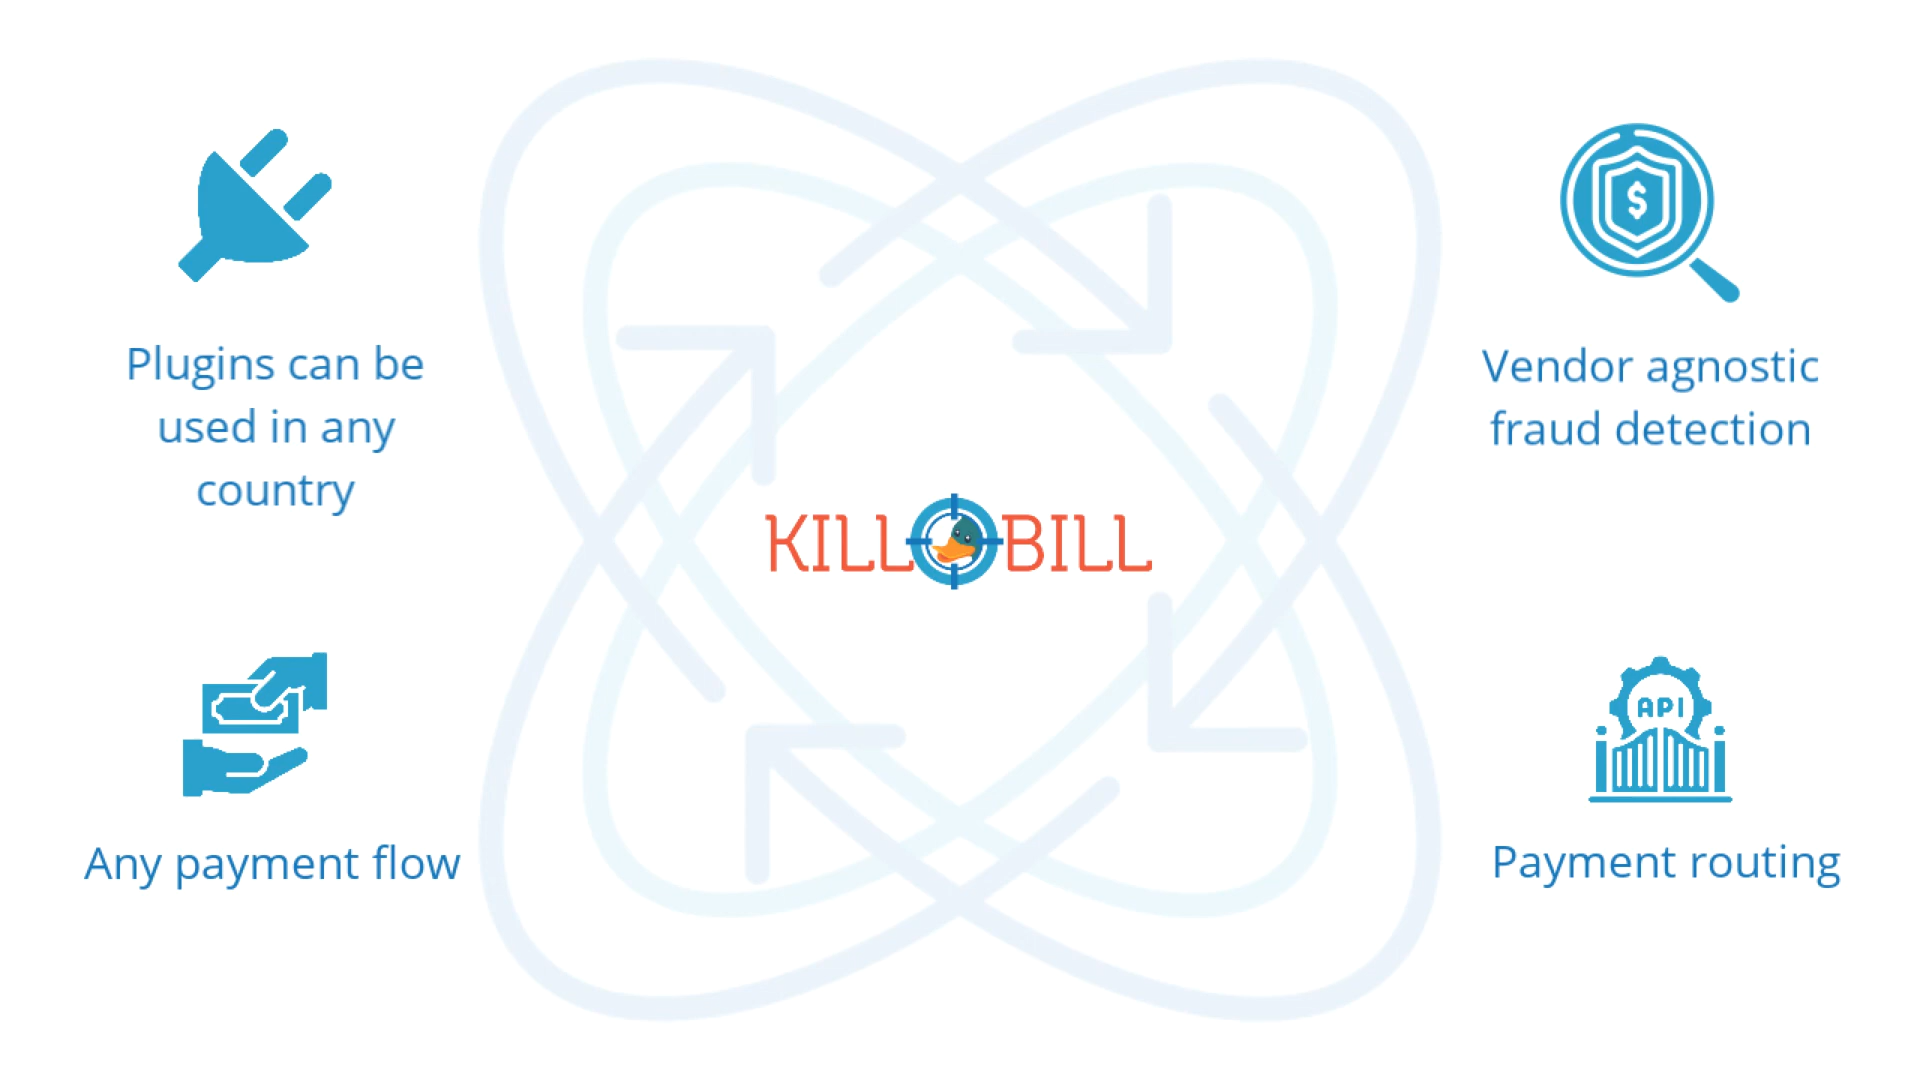 Plugins can be
used in any
country
Vendor agnostic
fraud detection
KILL BILL
$
API
Any payment flow
Payment routing